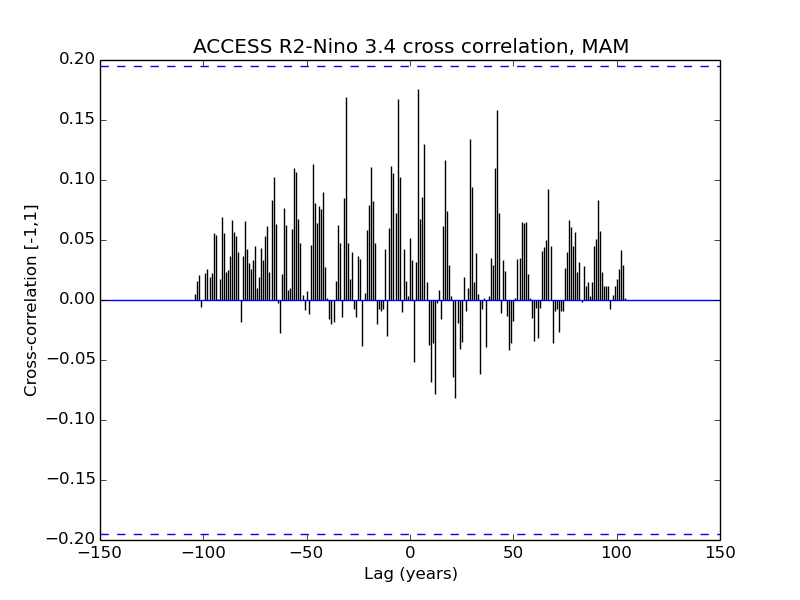 ACCESS R2-Nino 3.4 cross correlation, MAM
0.20
0.15
0.10
0.05
0.00
−0.05
−0.10
−0.15
−0.20
Cross-correlation [-1,1]
−150 −100 −50 0 50 100 150
Lag (years)